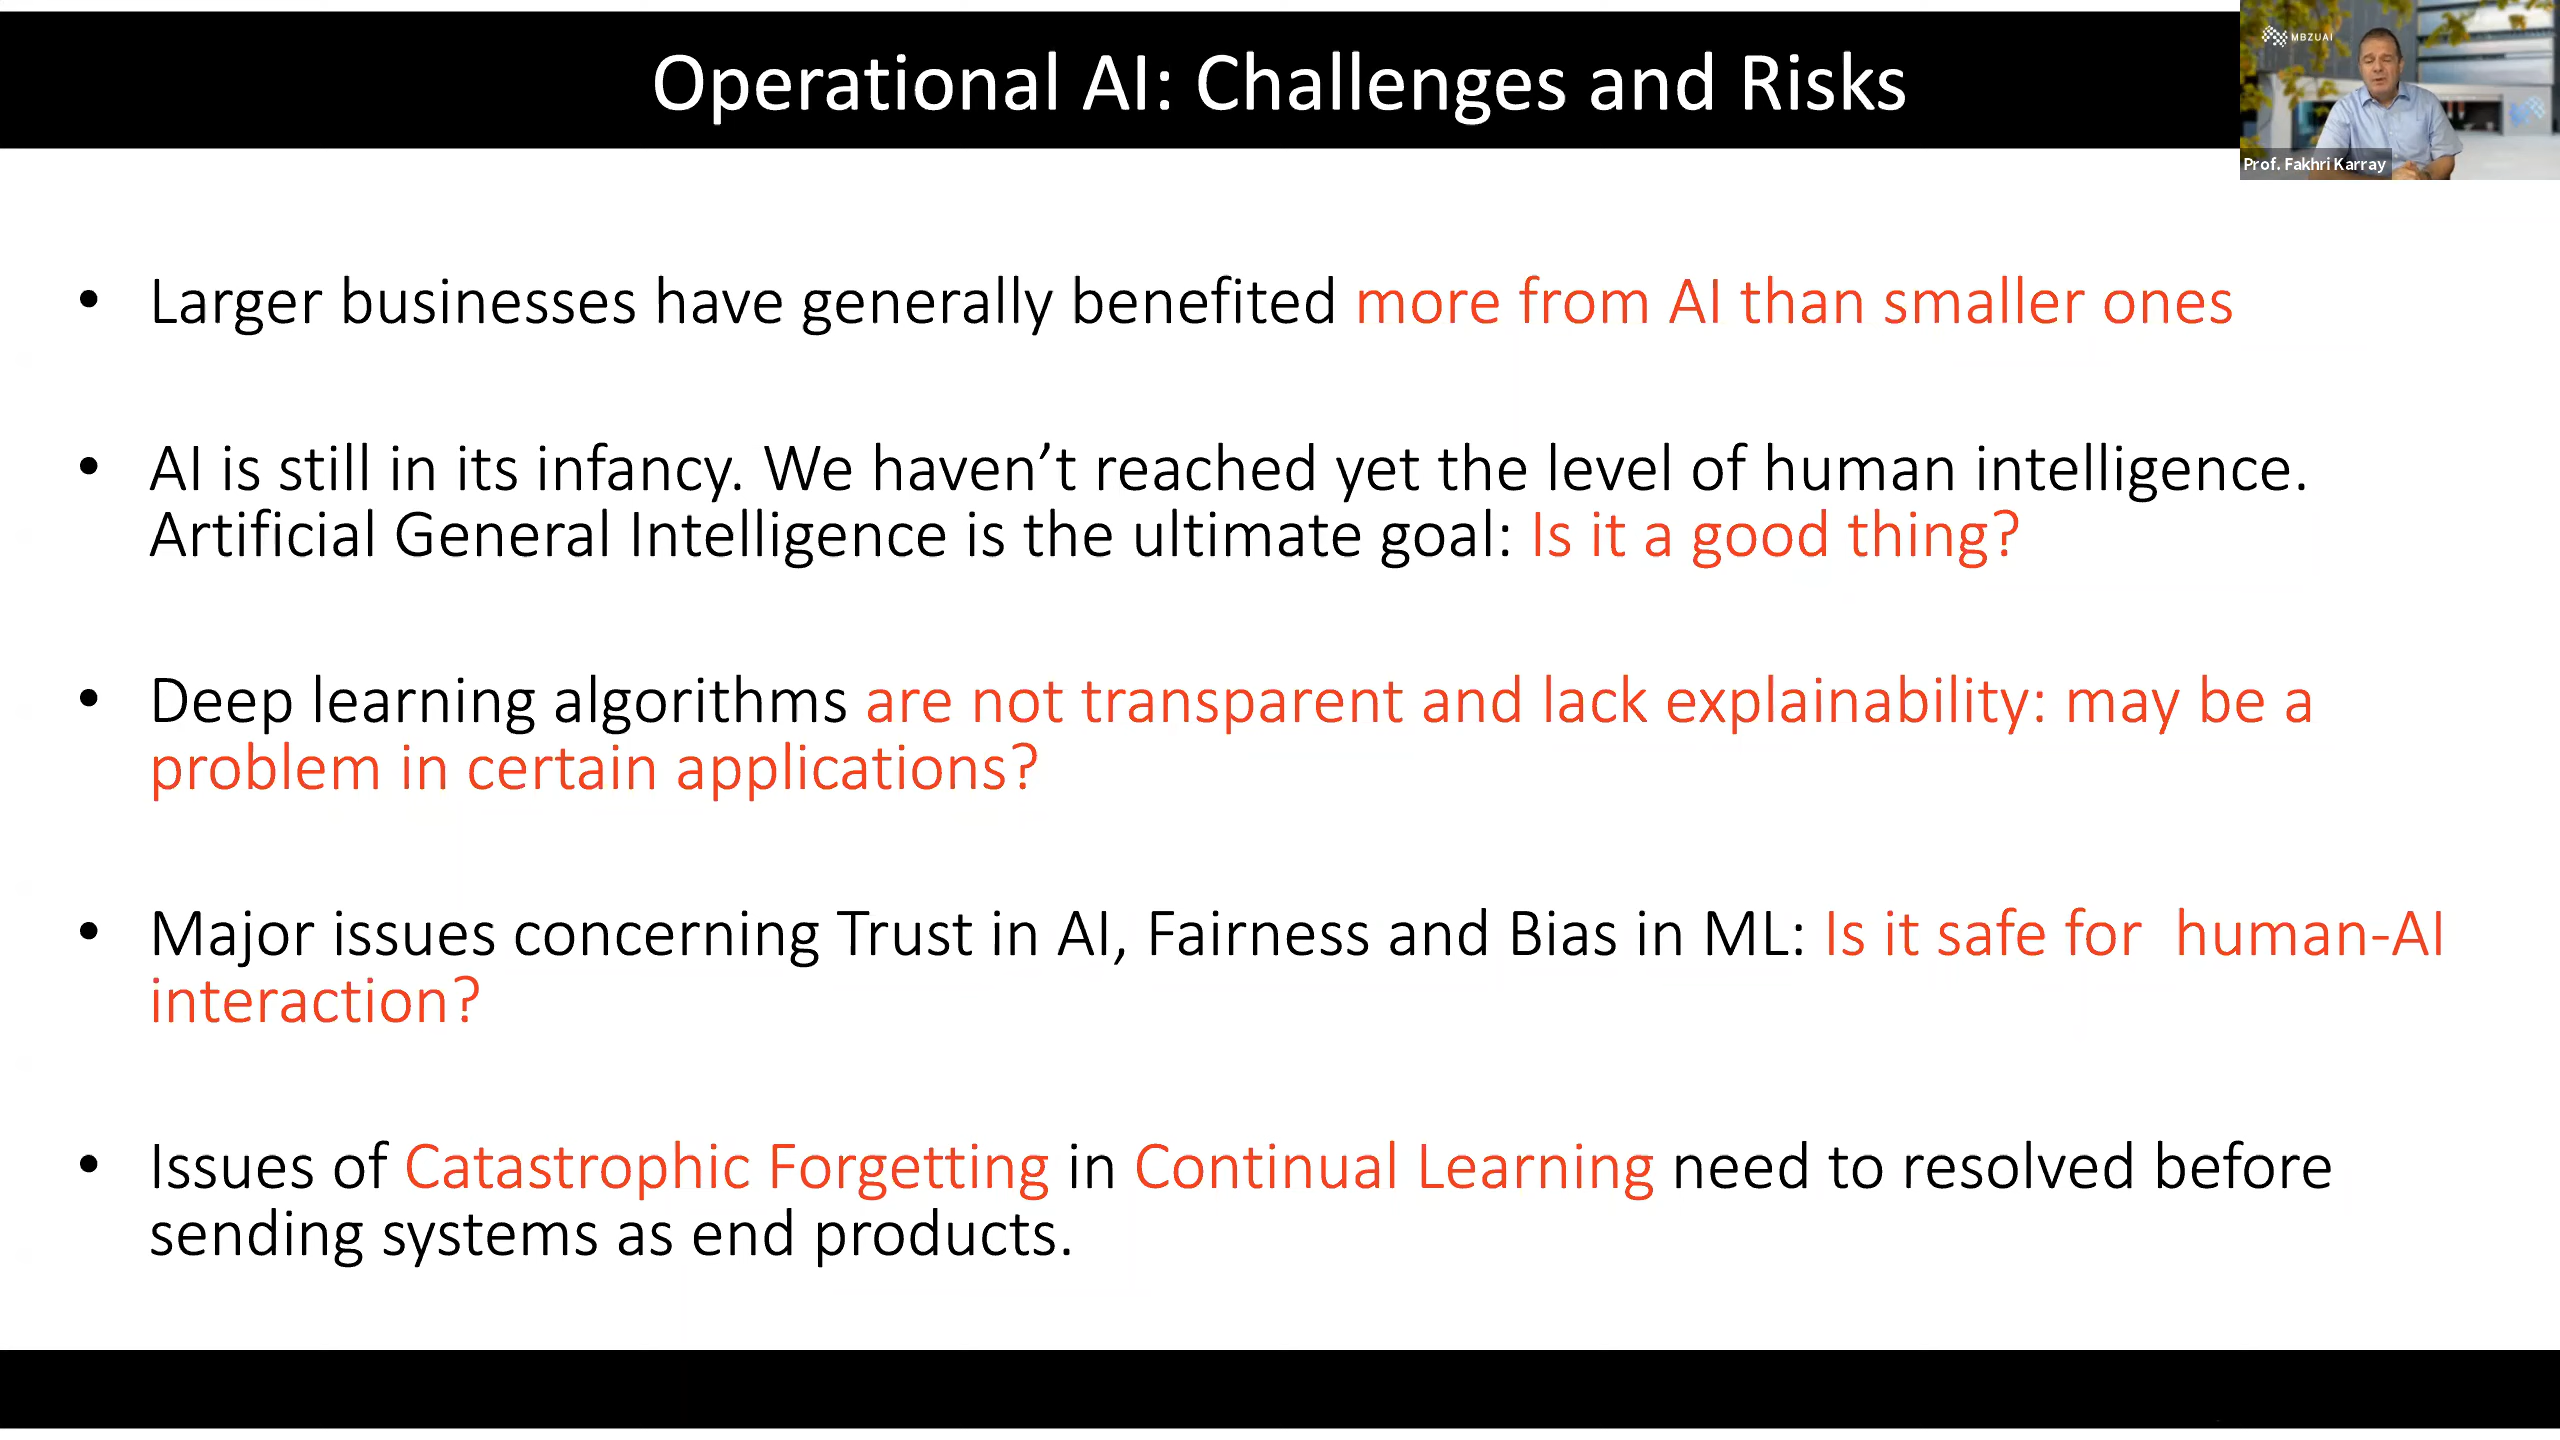 Operational AI: Challenges and Risks
MBZUAI
Prof. Fakhri Karray
• Larger businesses have generally benefited more from AI than smaller ones
• AI is still in its infancy. We haven’t reached yet the level of human intelligence.
Artificial General Intelligence is the ultimate goal: Is it a good thing?
• Deep learning algorithms are not transparent and lack explainability: may be a
problem in certain applications?
• Major issues concerning Trust in AI, Fairness and Bias in ML: Is it safe for  human-AI
interaction?
• Issues of Catastrophic Forgetting in Continual Learning need to resolved before
sending systems as end products.